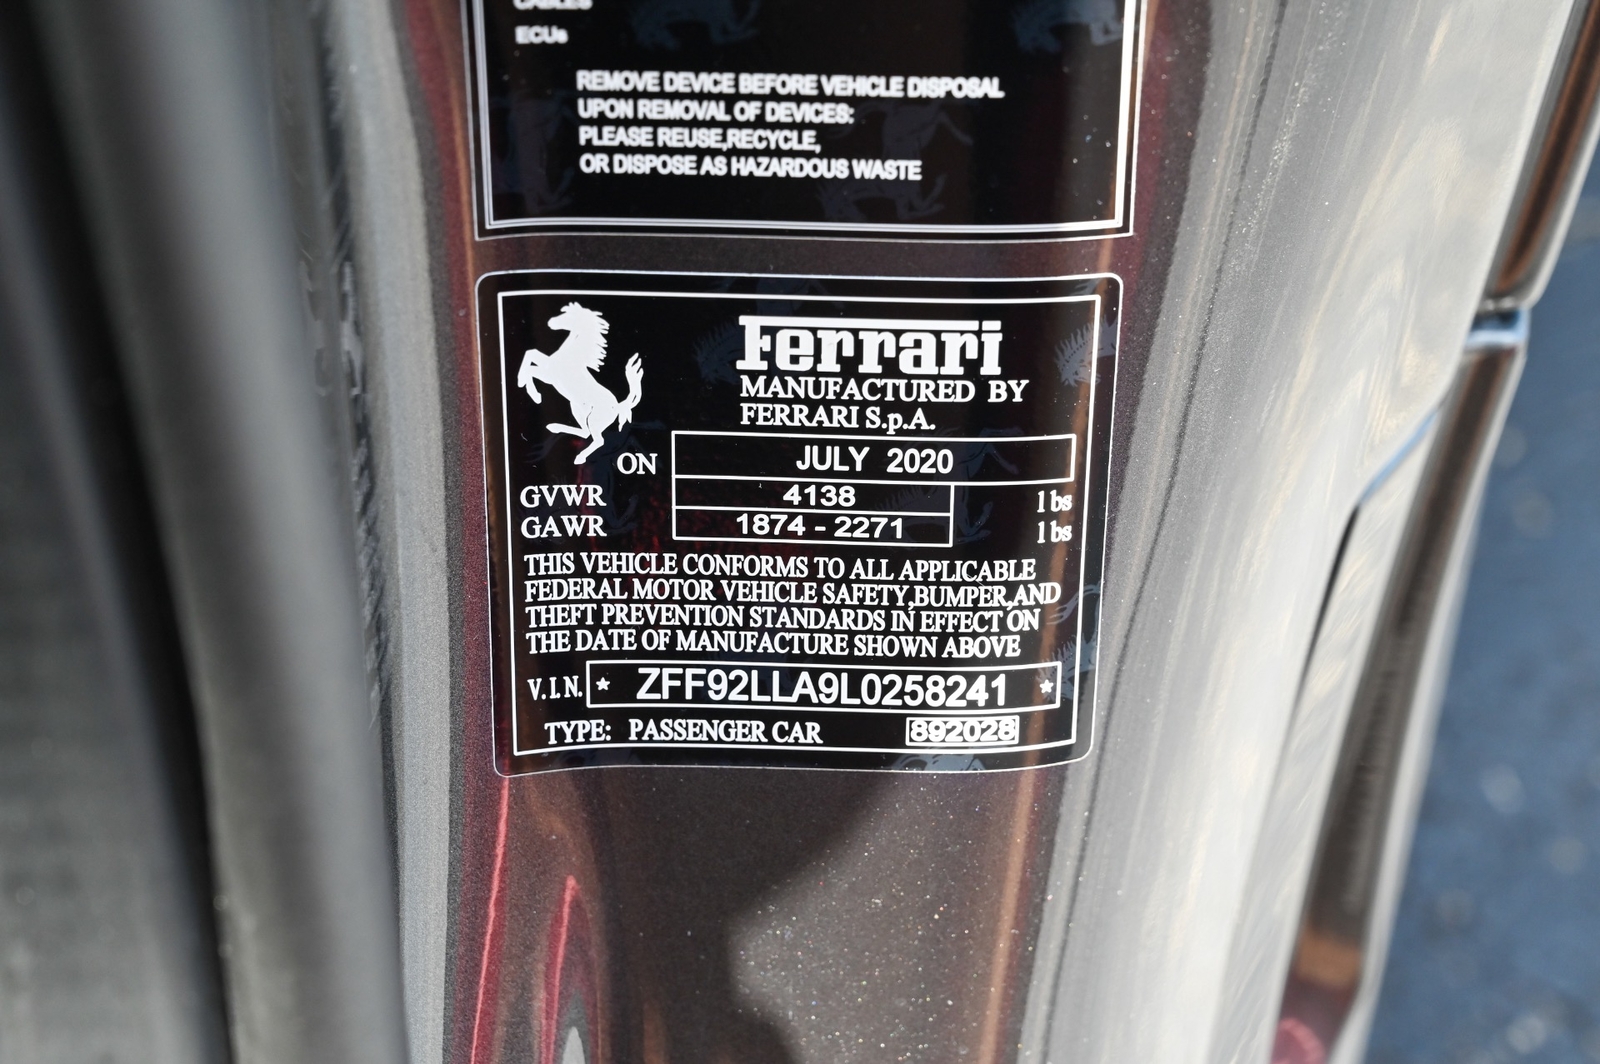 CABLES
ECUs
REMOVE DEVICE BEFORE VEHICLE DISPOSAL
UPON REMOVAL OF DEVICES:
PLEASE REUSE,RECYCLE,
OR DISPOSE AS HAZARDOUS WASTE
Ferrari
MANUFACTURED BY
FERRARI S.p.A.
ON JULY 2020
GVWR 4138 lbs
GAWR 1874 - 2271 lbs
THIS VEHICLE CONFORMS TO ALL APPLICABLE
FEDERAL MOTOR VEHICLE SAFETY,BUMPER,AND
THEFT PREVENTION STANDARDS IN EFFECT ON
THE DATE OF MANUFACTURE SHOWN ABOVE
V.I.N. * ZFF92LLA9L0258241 *
TYPE: PASSENGER CAR 892028